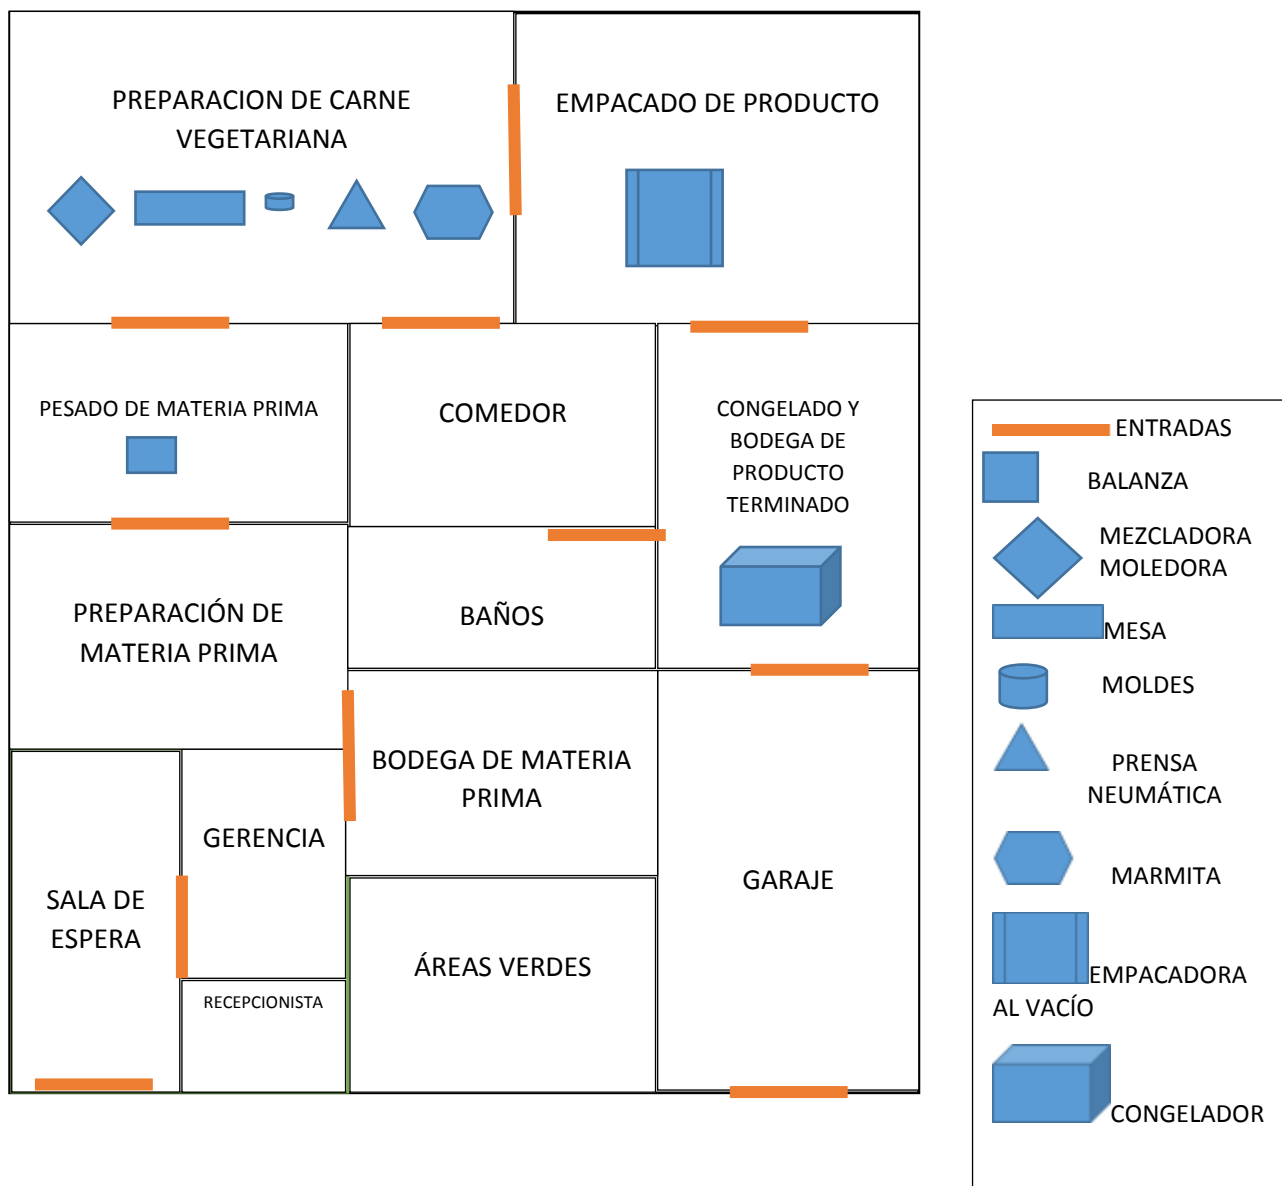 PREPARACION DE CARNE
VEGETARIANA
EMPACADO DE PRODUCTO
PESADO DE MATERIA PRIMA
COMEDOR
CONGELADO Y
BODEGA DE
PRODUCTO
TERMINADO
PREPARACIÓN DE
MATERIA PRIMA
BAÑOS
BODEGA DE MATERIA
PRIMA
GERENCIA
SALA DE
ESPERA
RECEPCIONISTA
ÁREAS VERDES
GARAJE
ENTRADAS
BALANZA
MEZCLADORA
MOLEDORA
MESA
MOLDES
PRENSA
NEUMÁTICA
MARMITA
EMPACADORA
AL VACÍO
CONGELADOR